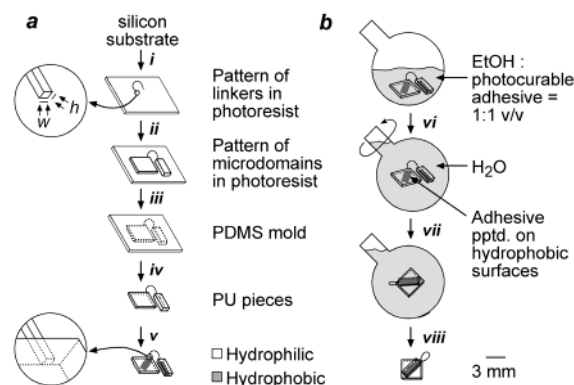 a
silicon
substrate
i
h
w
Pattern of
linkers in
photoresist
ii
Pattern of
microdomains
in photoresist
iii
PDMS mold
iv
PU pieces
v
Hydrophilic
Hydrophobic
b
EtOH :
photocurable
adhesive =
1:1 v/v
vi
H2O
Adhesive
pptd. on
hydrophobic
surfaces
vii
viii
3 mm